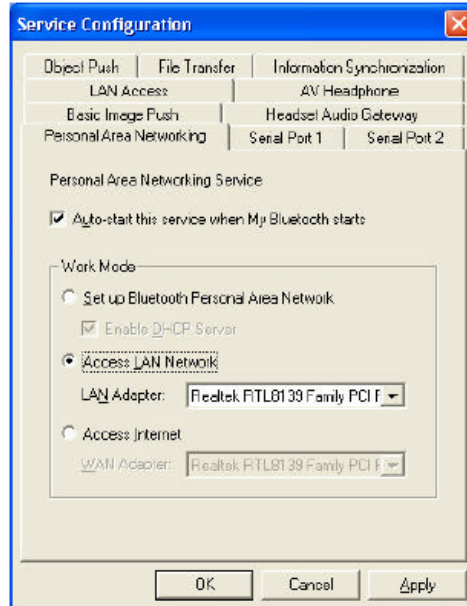 Service Configuration
Object Push File Transfer Information Synchronization
LAN Access AV Headphone
Basic Image Push Headset Audio Gateway
Personal Area Networking Serial Port 1 Serial Port 2
Personal Area Networking Service
Auto-start this service when My Bluetooth starts
Work Mode
Set up Bluetooth Personal Area Network
Enable DHCP Server
Access LAN Network
LAN Adapter: Realtek RTL8139 Family PCI F
Access Internet
WAN Adapter: Realtek RTL8139 Family PCI F
OK Cancel Apply